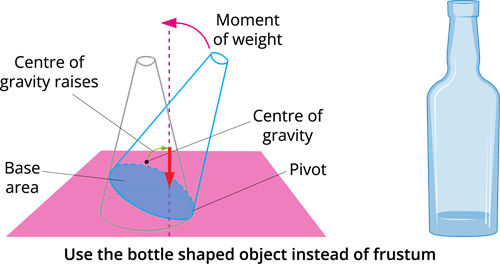 Moment
of weight
Centre of
gravity raises
Centre of
gravity
Base
area
Pivot
Use the bottle shaped object instead of frustum